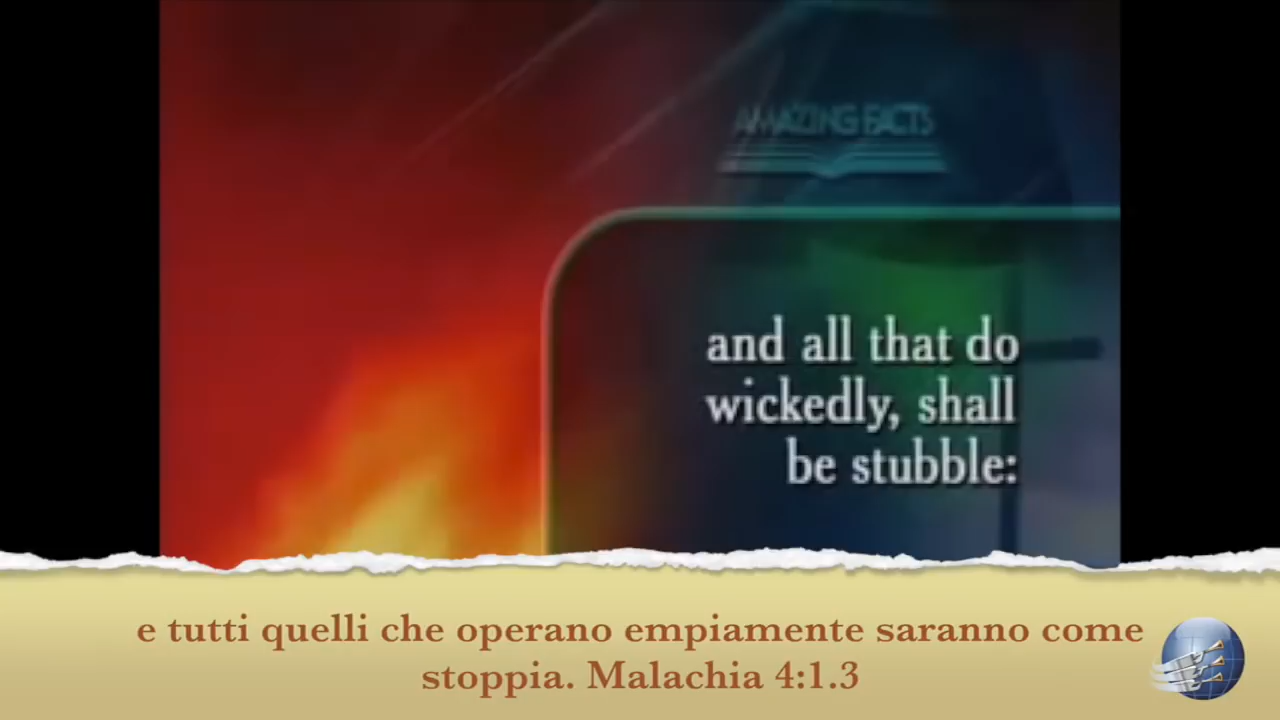 AMAZING FACTS
and all that do
wickedly, shall
be stubble:
e tutti quelli che operano empiamente saranno come
stoppia. Malachia 4:1.3